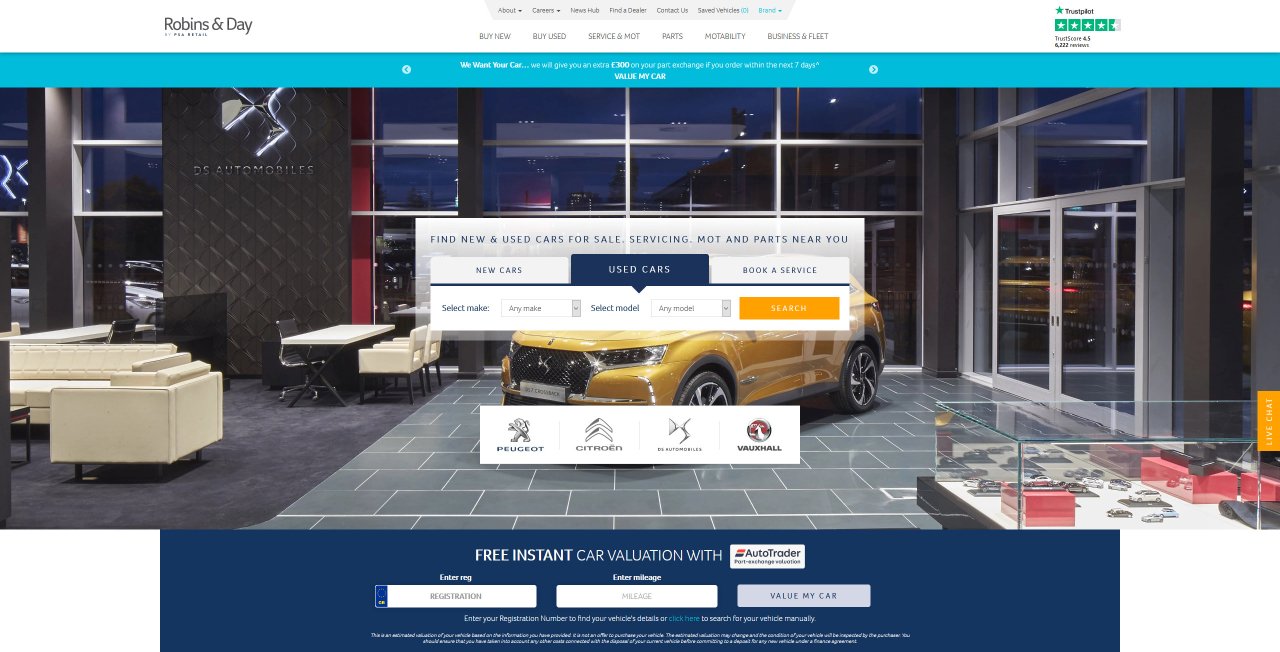 About
Careers
News Hub
Find a Dealer
Contact Us
Saved Vehicles (0)
Brand
Robins & Day
BY PSA RETAIL
BUY NEW
BUY USED
SERVICE & MOT
PARTS
MOTABILITY
BUSINESS & FLEET
Trustpilot
TrustScore 4.5
6,222 reviews
We Want Your Car... we will give you an extra £300 on your part exchange if you order within the next 7 days^
VALUE MY CAR
DS AUTOMOBILES
FIND NEW & USED CARS FOR SALE. SERVICING. MOT AND PARTS NEAR YOU
NEW CARS
USED CARS
BOOK A SERVICE
Select make:
Any make
Select model
Any model
SEARCH
DS 7 CROSSBACK
PEUGEOT
CITROËN
DS AUTOMOBILES
VAUXHALL
LIVE CHAT
FREE INSTANT CAR VALUATION WITH
AutoTrader
Part-exchange valuation
Enter reg
Enter mileage
GB
REGISTRATION
MILEAGE
VALUE MY CAR
Enter your Registration Number to find your vehicle's details or click here to search for your vehicle manually.
This is an estimated valuation of your vehicle based on the information you have provided. It is not an offer to purchase your vehicle. The estimated valuation may change and the condition of your vehicle will be inspected by the purchaser. You
should ensure that you have taken into account any other costs connected with the disposal of your current vehicle before committing to a deposit for any new vehicle under a finance agreement.